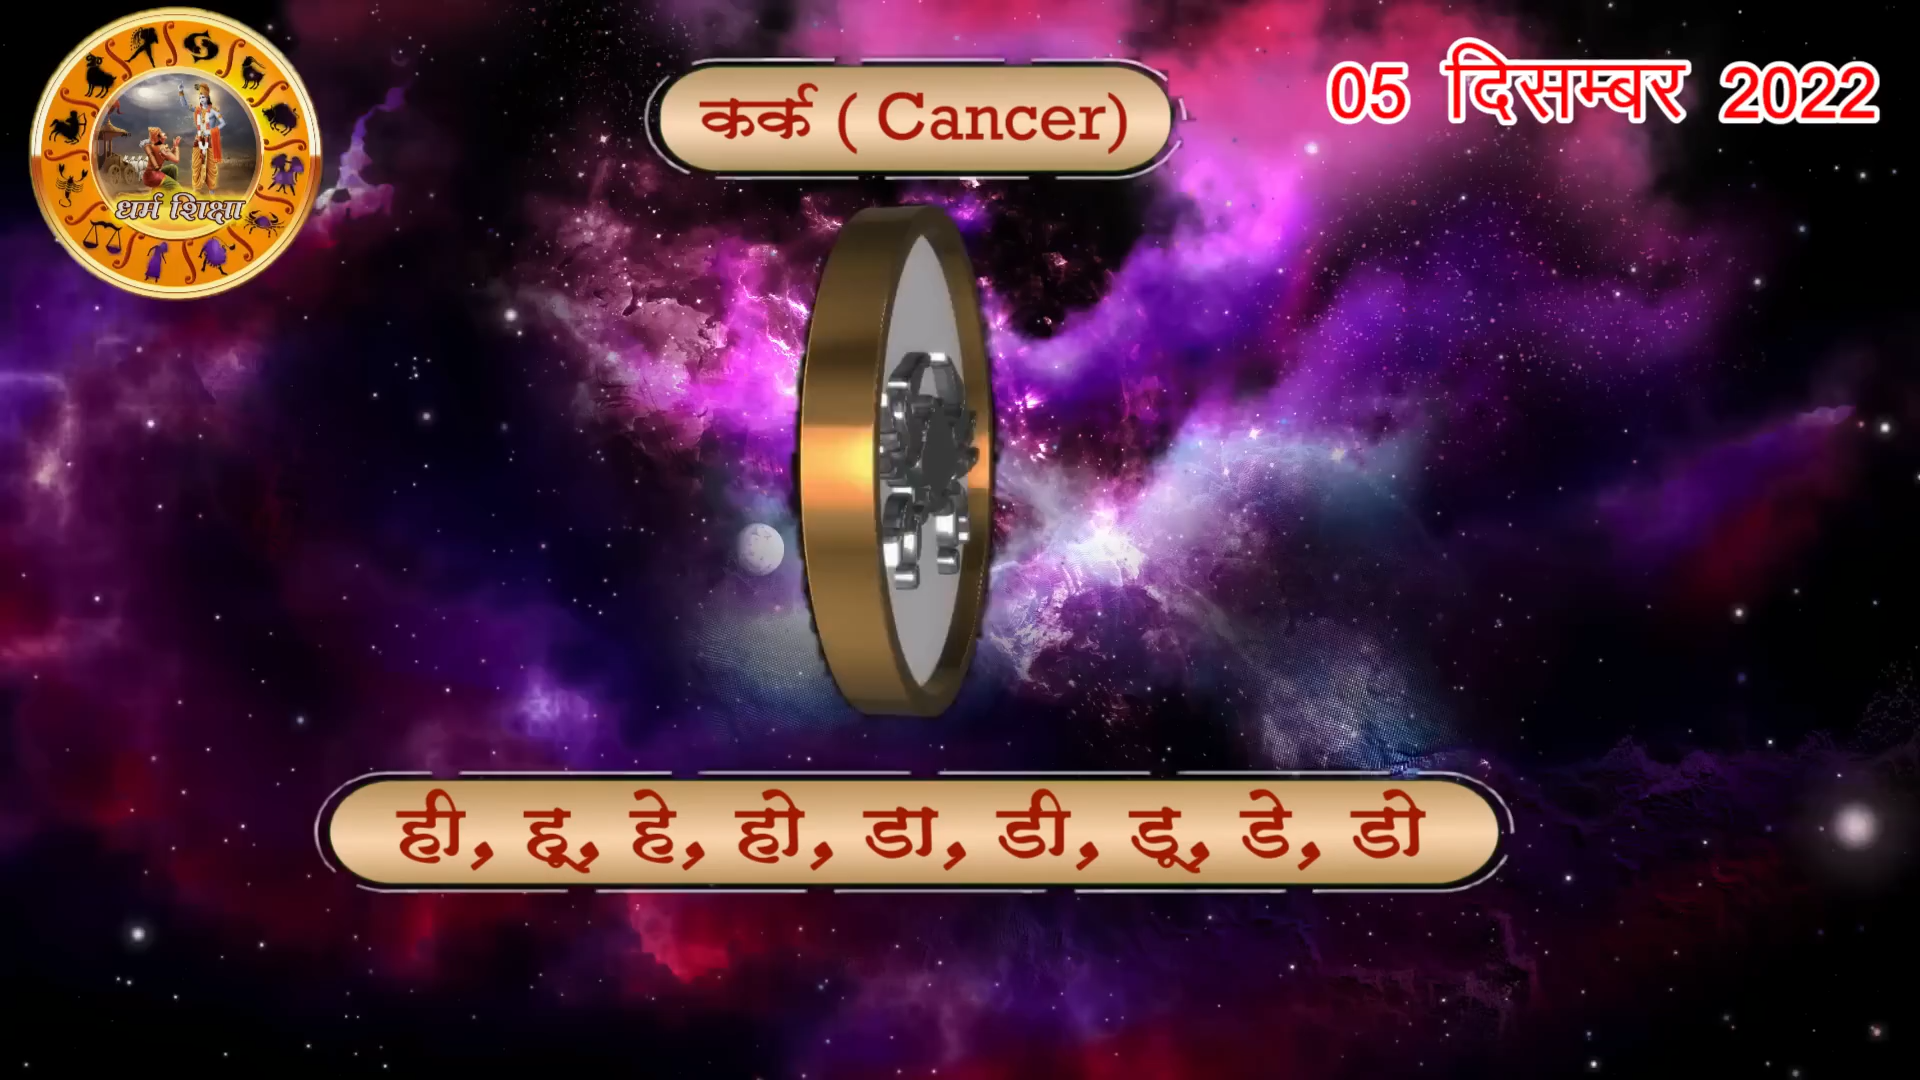 कर्क ( Cancer)
05 दिसम्बर 2022
धर्म शिक्षा
ही, हू, हे, हो, डा, डी, डू, डे, डो